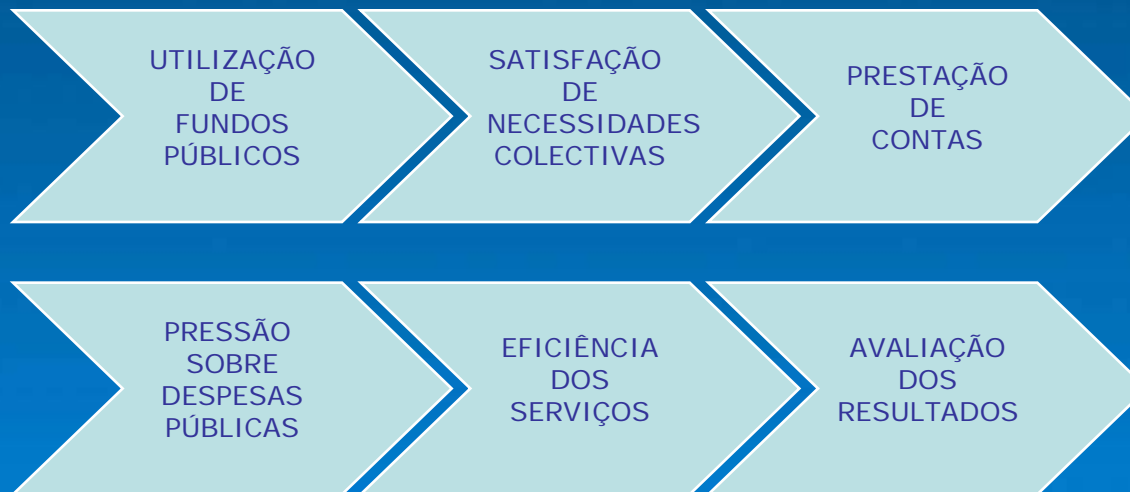 UTILIZAÇÃO
DE
FUNDOS
PÚBLICOS
SATISFAÇÃO
DE
NECESSIDADES
COLECTIVAS
PRESTAÇÃO
DE
CONTAS
PRESSÃO
SOBRE
DESPESAS
PÚBLICAS
EFICIÊNCIA
DOS
SERVIÇOS
AVALIAÇÃO
DOS
RESULTADOS